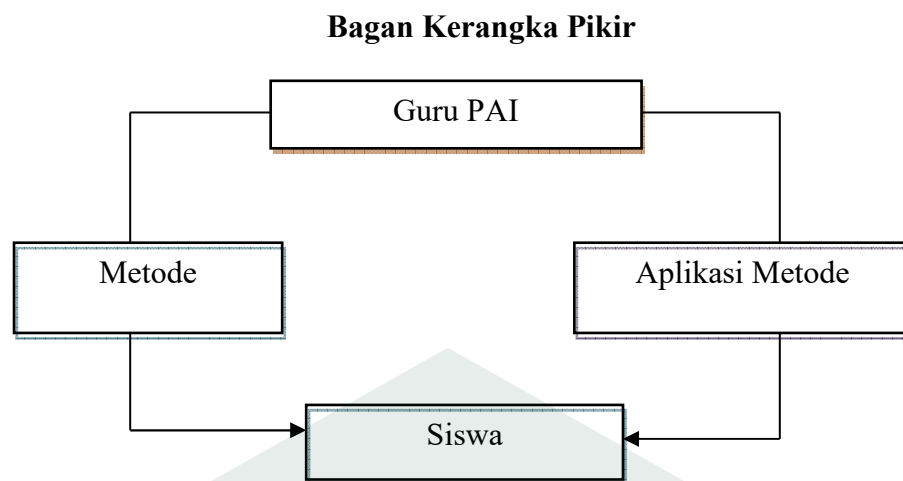 Bagan Kerangka Pikir
Guru PAI
Metode
Aplikasi Metode
Siswa